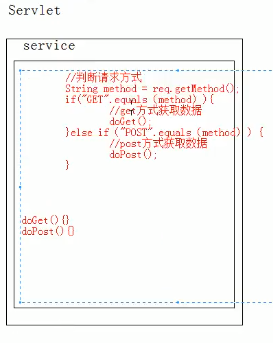 Servlet
service
//判断请求方式
String method = req.getMethod();
if("GET".equals (method) ){
//get方式获取数据
doGet();
}else if ("POST".equals (method) ) {
//post方式获取数据
doPost();
}
doGet(){}
doPost()